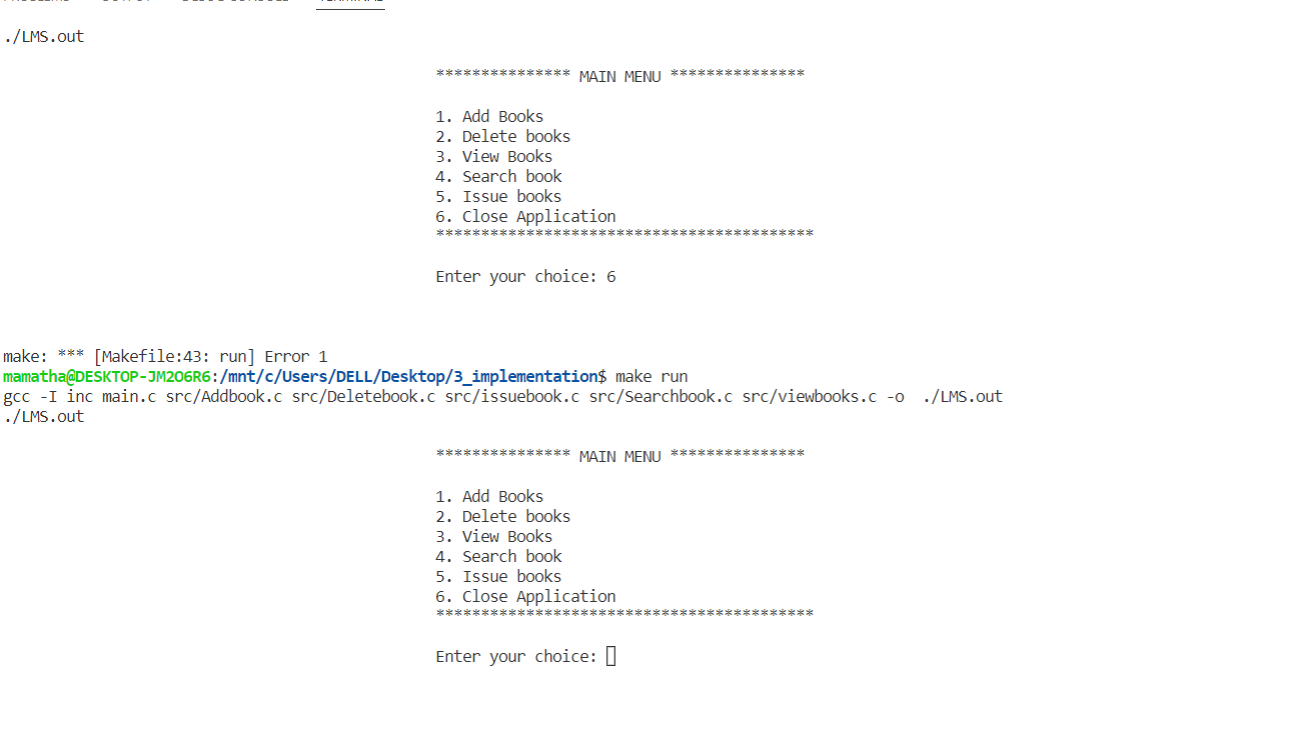 ./LMS.out
*************** MAIN MENU ***************
1. Add Books
2. Delete books
3. View Books
4. Search book
5. Issue books
6. Close Application
******************************************
Enter your choice: 6
make: *** [Makefile:43: run] Error 1
mamatha@DESKTOP-JM2O6R6:/mnt/c/Users/DELL/Desktop/3_implementation$ make run
gcc -I inc main.c src/Addbook.c src/Deletebook.c src/issuebook.c src/Searchbook.c src/viewbooks.c -o  ./LMS.out
./LMS.out
*************** MAIN MENU ***************
1. Add Books
2. Delete books
3. View Books
4. Search book
5. Issue books
6. Close Application
******************************************
Enter your choice: